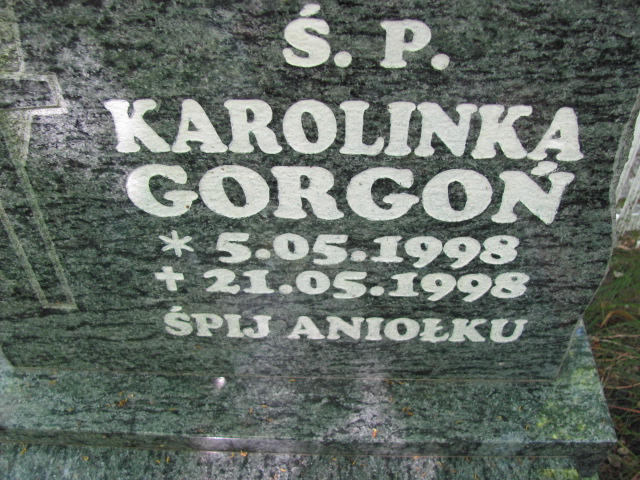 Ś. P.
KAROLINKA
GORGOŃ
* 5.05.1998
+ 21.05.1998
ŚPIJ ANIOŁKU